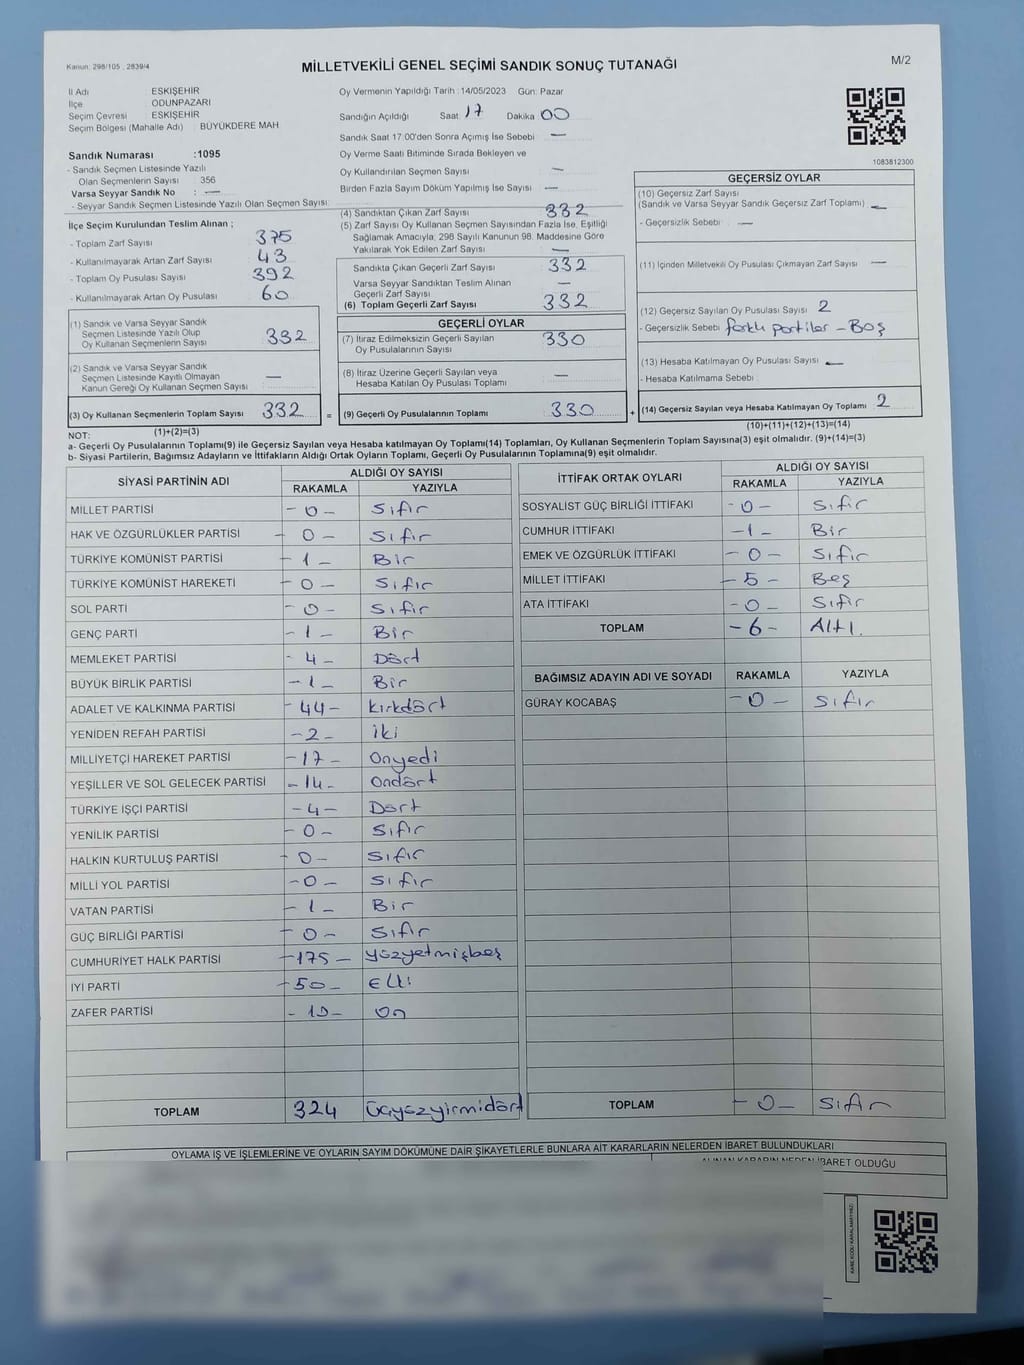 Kanun: 298/105 , 2839/4
MİLLETVEKİLİ GENEL SEÇİMİ SANDIK SONUÇ TUTANAĞI
M/2
İl Adı : ESKİŞEHİR
İlçe : ODUNPAZARI
Seçim Çevresi : ESKİŞEHİR
Seçim Bölgesi (Mahalle Adı) BÜYÜKDERE MAH
Sandık Numarası :1095
- Sandık Seçmen Listesinde Yazılı
Olan Seçmenlerin Sayısı : 356
Varsa Seyyar Sandık No : —
- Seyyar Sandık Seçmen Listesinde Yazılı Olan Seçmen Sayısı:
Oy Vermenin Yapıldığı Tarih : 14/05/2023 Gün: Pazar
Sandığın Açıldığı Saat 17 Dakika 00
Sandık Saat 17:00'den Sonra Açımış İse Sebebi —
Oy Verme Saati Bitiminde Sırada Bekleyen ve
Oy Kullandırılan Seçmen Sayısı —
Birden Fazla Sayım Döküm Yapılmış İse Sayısı —
1083812300
İlçe Seçim Kurulundan Teslim Alınan ;
- Toplam Zarf Sayısı 375
- Kullanılmayarak Artan Zarf Sayısı 43
- Toplam Oy Pusulası Sayısı 392
- Kullanılmayarak Artan Oy Pusulası 60
(4) Sandıktan Çıkan Zarf Sayısı 332
(5) Zarf Sayısı Oy Kullanan Seçmen Sayısından Fazla İse, Eşitliği
Sağlamak Amacıyla, 298 Sayılı Kanunun 98. Maddesine Göre
Yakılarak Yok Edilen Zarf Sayısı —
Sandıkta Çıkan Geçerli Zarf Sayısı 332
Varsa Seyyar Sandıktan Teslim Alınan
Geçerli Zarf Sayısı —
(6) Toplam Geçerli Zarf Sayısı 332
GEÇERSİZ OYLAR
(10) Geçersiz Zarf Sayısı
(Sandık ve Varsa Seyyar Sandık Geçersiz Zarf Toplamı) —
- Geçersizlik Sebebi : —
(11) İçinden Milletvekili Oy Pusulası Çıkmayan Zarf Sayısı —
(12) Geçersiz Sayılan Oy Pusulası Sayısı 2
- Geçersizlik Sebebi farklı partiler - Boş
(13) Hesaba Katılmayan Oy Pusulası Sayısı —
- Hesaba Katılmama Sebebi
(14) Geçersiz Sayılan veya Hesaba Katılmayan Oy Toplamı 2
(10)+(11)+(12)+(13)=(14)
(1) Sandık ve Varsa Seyyar Sandık
Seçmen Listesinde Yazılı Olup
Oy Kullanan Seçmenlerin Sayısı 332
(2) Sandık ve Varsa Seyyar Sandık
Seçmen Listesinde Kayıtlı Olmayan
Kanun Gereği Oy Kullanan Seçmen Sayısı —
(3) Oy Kullanan Seçmenlerin Toplam Sayısı 332 =
(1)+(2)=(3)
GEÇERLİ OYLAR
(7) İtiraz Edilmeksizin Geçerli Sayılan
Oy Pusulalarının Sayısı 330
(8) İtiraz Üzerine Geçerli Sayılan veya
Hesaba Katılan Oy Pusulası Toplamı —
(9) Geçerli Oy Pusulalarının Toplamı 330 +
NOT:
a- Geçerli Oy Pusulalarının Toplamı(9) ile Geçersiz Sayılan veya Hesaba katılmayan Oy Toplamı(14) Toplamları, Oy Kullanan Seçmenlerin Toplam Sayısına(3) eşit olmalıdır. (9)+(14)=(3)
b- Siyasi Partilerin, Bağımsız Adayların ve İttifakların Aldığı Ortak Oyların Toplamı, Geçerli Oy Pusulalarının Toplamına(9) eşit olmalıdır.
SİYASİ PARTİNİN ADI ALDIĞI OY SAYISI
RAKAMLA YAZIYLA
MİLLET PARTİSİ -0- Sıfır
HAK VE ÖZGÜRLÜKLER PARTİSİ - 0- Sıfır
TÜRKİYE KOMÜNİST PARTİSİ - 1 - Bir
TÜRKİYE KOMÜNİST HAREKETİ - 0- Sıfır
SOL PARTİ -0- Sıfır
GENÇ PARTİ -1- Bir
MEMLEKET PARTİSİ - 4- Dört
BÜYÜK BİRLİK PARTİSİ -1- Bir
ADALET VE KALKINMA PARTİSİ -44- kırkdört
YENİDEN REFAH PARTİSİ -2- iki
MİLLİYETÇİ HAREKET PARTİSİ -17- Onyedi
YEŞİLLER VE SOL GELECEK PARTİSİ -14- Ondört
TÜRKİYE İŞÇİ PARTİSİ -4- Dört
YENİLİK PARTİSİ -0- Sıfır
HALKIN KURTULUŞ PARTİSİ -0- Sıfır
MİLLİ YOL PARTİSİ -0- Sıfır
VATAN PARTİSİ -1- Bir
GÜÇ BİRLİĞİ PARTİSİ -0- Sıfır
CUMHURİYET HALK PARTİSİ -175- yüzyetmişbeş
İYİ PARTİ -50- Elli
ZAFER PARTİSİ -10- On
TOPLAM 324 üçyüzyirmidört
İTTİFAK ORTAK OYLARI ALDIĞI OY SAYISI
RAKAMLA YAZIYLA
SOSYALİST GÜÇ BİRLİĞİ İTTİFAKI -0- Sıfır
CUMHUR İTTİFAKI -1- Bir
EMEK VE ÖZGÜRLÜK İTTİFAKI -0- Sıfır
MİLLET İTTİFAKI -5- Beş
ATA İTTİFAKI -0- Sıfır
TOPLAM -6- Altı.
BAĞIMSIZ ADAYIN ADI VE SOYADI RAKAMLA YAZIYLA
GÜRAY KOCABAŞ -0- Sıfır
TOPLAM -0- Sıfır
OYLAMA İŞ VE İŞLEMLERİNE VE OYLARIN SAYIM DÖKÜMÜNE DAİR ŞİKAYETLERLE BUNLARA AİT KARARLARIN NELERDEN İBARET BULUNDUKLARI
ALINAN KARARIN NEDEN İBARET OLDUĞU